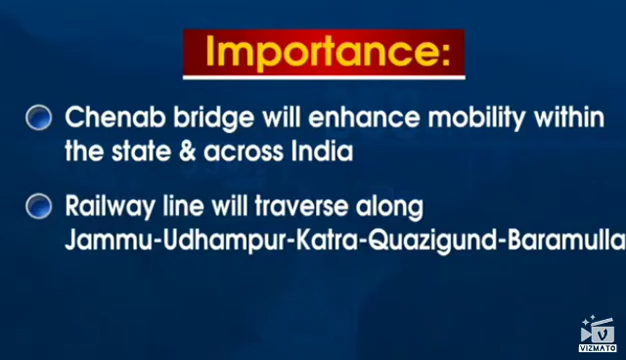 Importance:
Chenab bridge will enhance mobility within
the state & across India
Railway line will traverse along
Jammu-Udhampur-Katra-Quazigund-Baramulla
V
VIZMATO